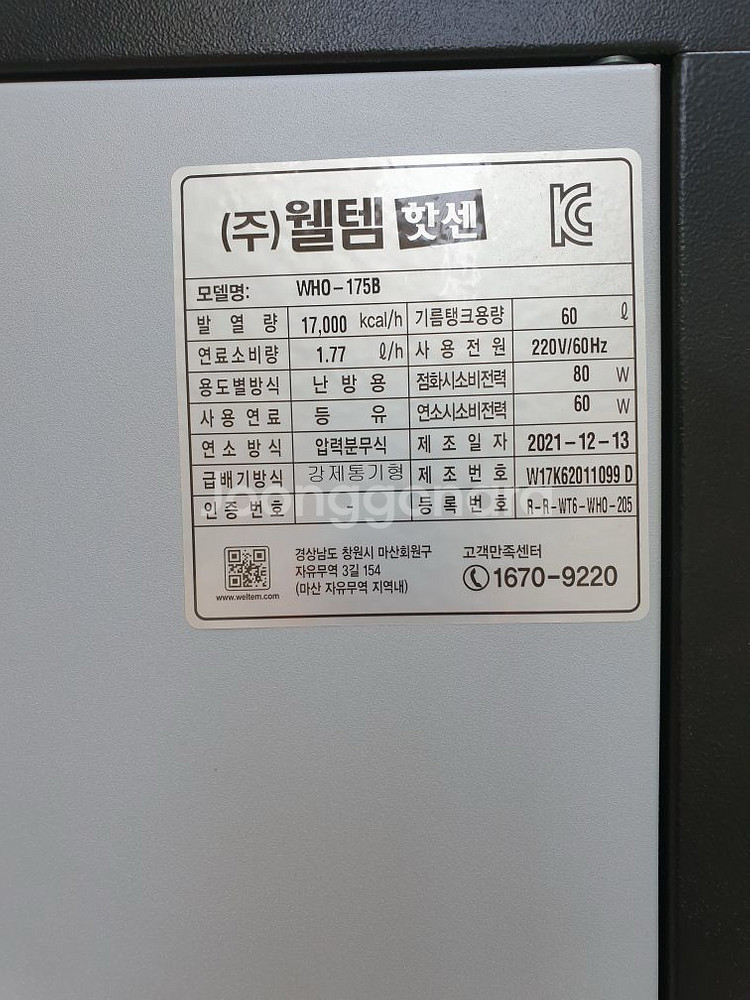 (주)웰템 핫센
모델명: WHO-175B
발열량 17,000 kcal/h 기름탱크용량 60 ℓ
연료소비량 1.77 ℓ/h 사용전원 220V/60Hz
용도별방식 난방용 점화시소비전력 80 W
사용연료 등유 연소시소비전력 60 W
연소방식 압력분무식 제조일자 2021-12-13
급배기방식 강제통기형 제조번호 W17K62011099 D
인증번호 - 등록번호 R-R-WT6-WHO-205
joonggonara
경상남도 창원시 마산회원구 고객만족센터
자유무역 3길 154 1670-9220
(마산 자유무역 지역내)
www.weltem.com